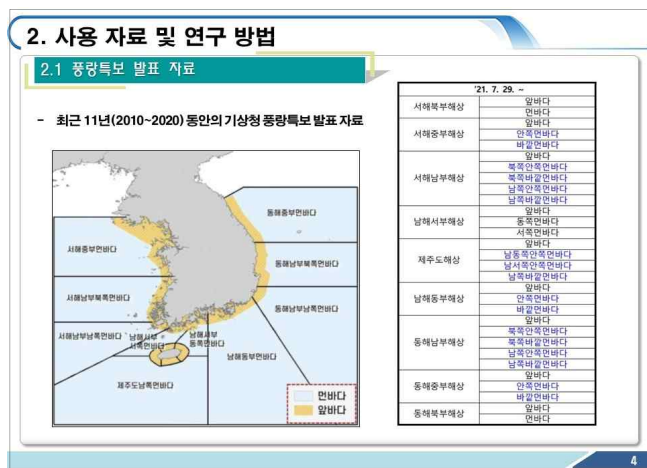 2. 사용 자료 및 연구 방법
2.1 풍랑특보 발표 자료
- 최근 11년(2010~2020) 동안의 기상청 풍랑특보 발표 자료
동해중부먼바다
서해중부먼바다
동해남부북쪽먼바다
서해남부북쪽먼바다
동해남부남쪽먼바다
서해남부남쪽먼바다
남해서부
서쪽먼바다
남해서부
동쪽먼바다
남해동부먼바다
제주도남쪽먼바다
먼바다
앞바다
'21. 7. 29. ~
서해북부해상
앞바다
먼바다
서해중부해상
앞바다
안쪽먼바다
바깥먼바다
서해남부해상
앞바다
북쪽안쪽먼바다
북쪽바깥먼바다
남쪽안쪽먼바다
남쪽바깥먼바다
남해서부해상
앞바다
동쪽먼바다
서쪽먼바다
제주도해상
앞바다
남동쪽안쪽먼바다
남서쪽안쪽먼바다
남쪽바깥먼바다
남해동부해상
앞바다
안쪽먼바다
바깥먼바다
동해남부해상
앞바다
북쪽안쪽먼바다
북쪽바깥먼바다
남쪽안쪽먼바다
남쪽바깥먼바다
동해중부해상
앞바다
안쪽먼바다
바깥먼바다
동해북부해상
앞바다
먼바다
4